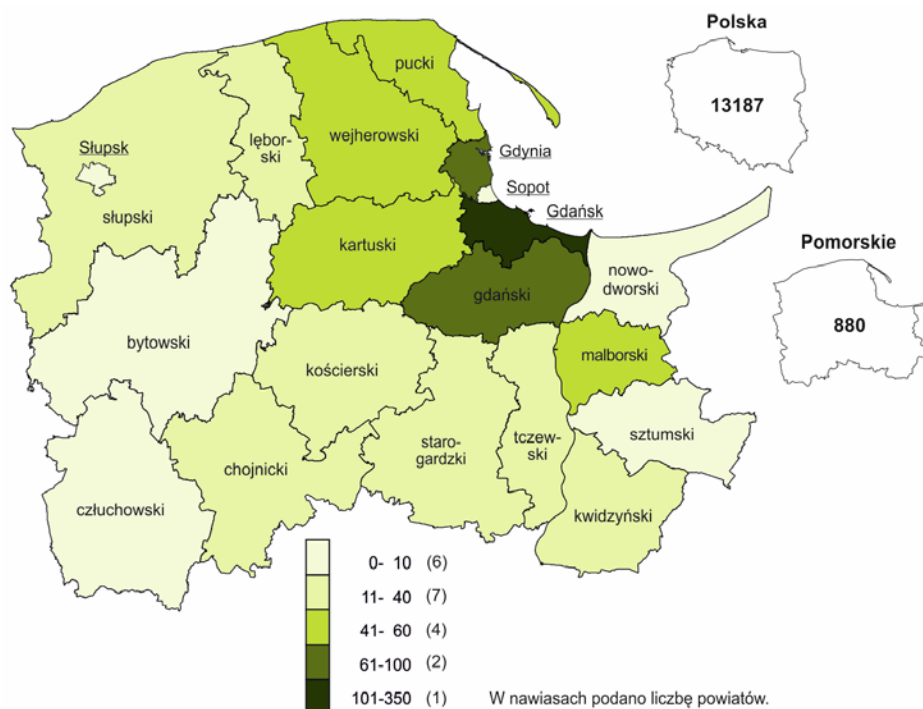 Polska
13187
pucki
Gdynia
wejherowski
lębor-
ski
Słupsk
Sopot
Gdańsk
słupski
kartuski
Pomorskie
880
nowo-
dworski
gdański
bytowski
malborski
kościerski
staro-
gardzki
tczew-
ski
sztumski
chojnicki
człuchowski
kwidzyński
0- 10 (6)
11- 40 (7)
41- 60 (4)
61-100 (2)
101-350 (1)
W nawiasach podano liczbę powiatów.